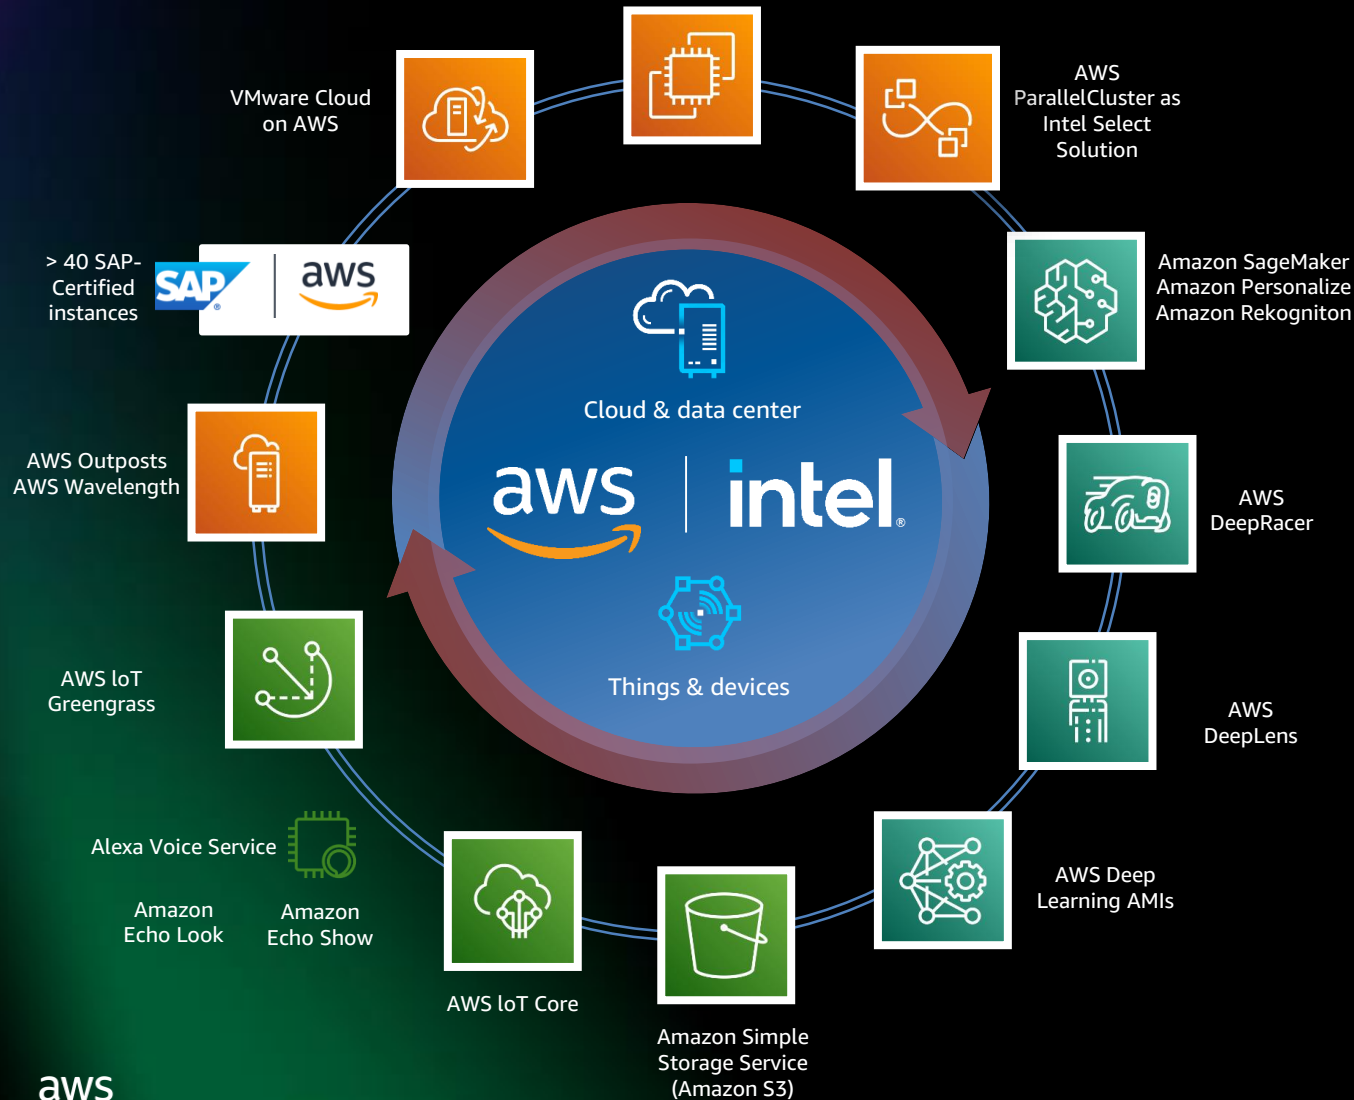 VMware Cloud
on AWS
AWS
ParallelCluster as
Intel Select
Solution
> 40 SAP-
Certified
instances
SAP
®
aws
Amazon SageMaker
Amazon Personalize
Amazon Rekogniton
Cloud & data center
aws
intel®
Things & devices
AWS Outposts
AWS Wavelength
AWS
DeepRacer
AWS loT
Greengrass
AWS
DeepLens
Alexa Voice Service
Amazon
Echo Look
Amazon
Echo Show
AWS loT Core
AWS Deep
Learning AMIs
Amazon Simple
Storage Service
(Amazon S3)
aws